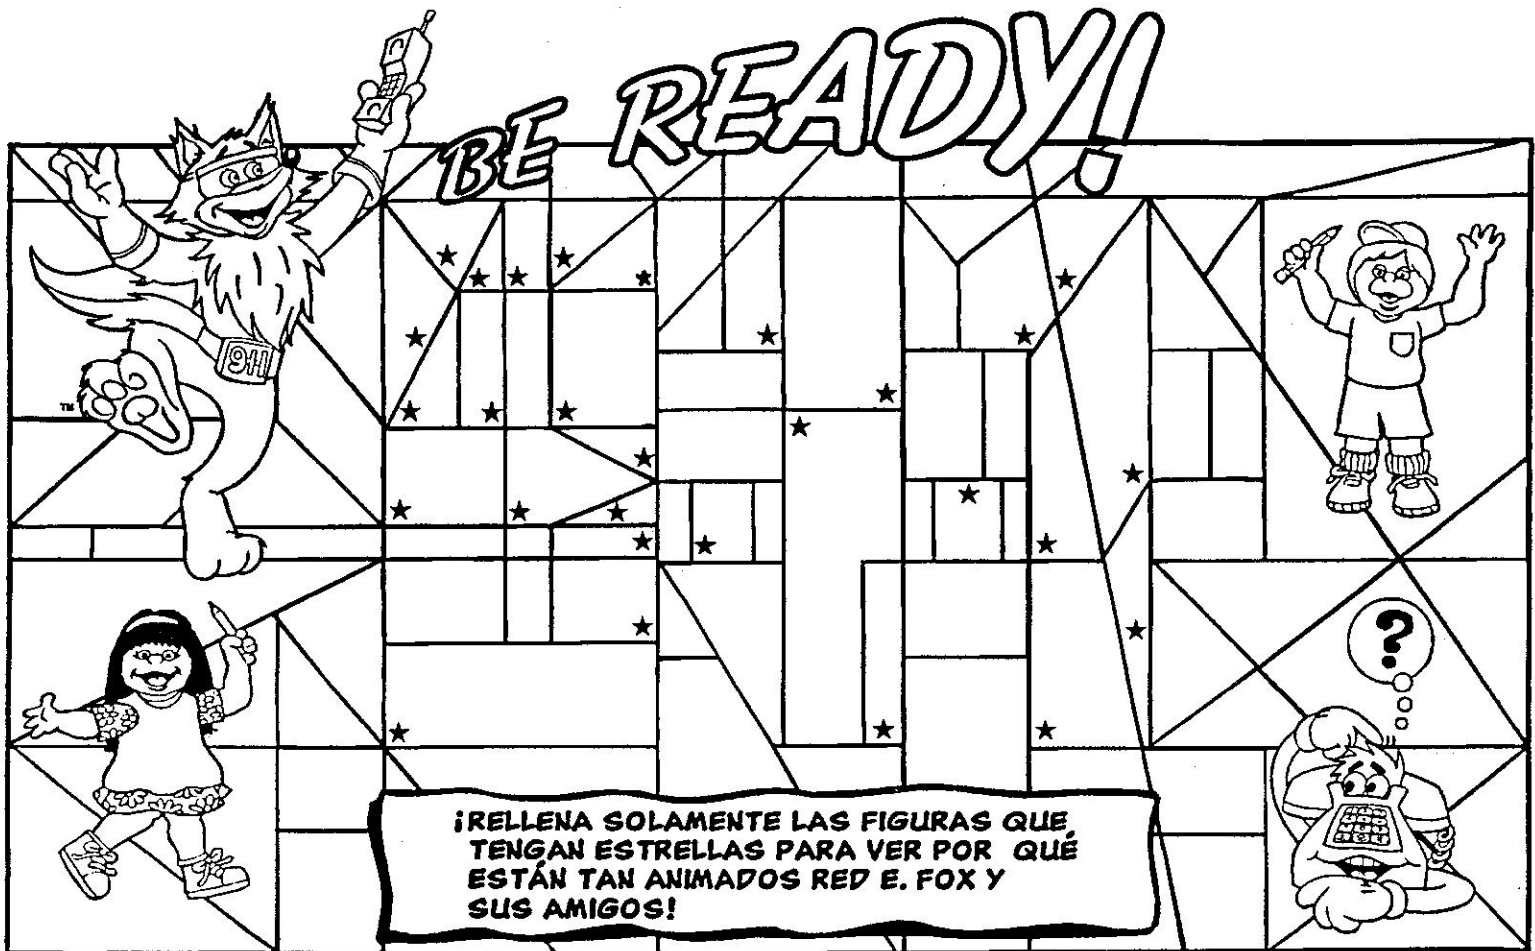 BE READY!
911
TM
?
¡RELLENA SOLAMENTE LAS FIGURAS QUE
TENGAN ESTRELLAS PARA VER POR QUÉ
ESTÁN TAN ANIMADOS RED E. FOX Y
SUS AMIGOS!